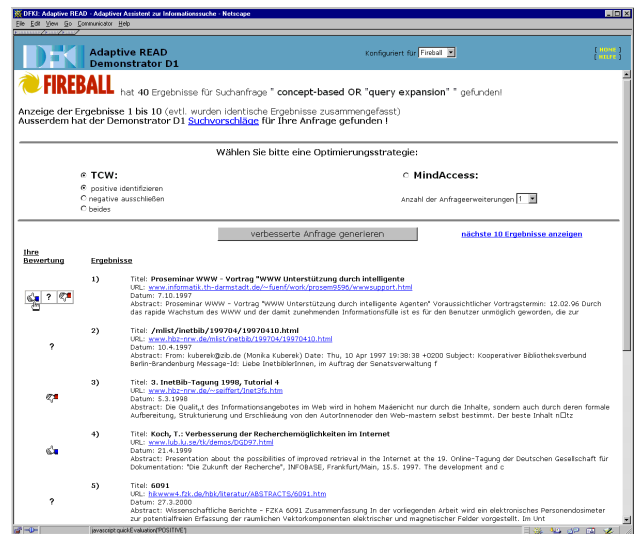 DFKI: Adaptive READ - Adaptiver Assistent zur Informationssuche - Netscape
File Edit View Go Communicator Help
DFKI
Adaptive READ
Demonstrator D1
Konfiguriert für Fireball
[ HOME ]
[ HILFE ]
FIREBALL hat 40 Ergebnisse für Suchanfrage " concept-based OR "query expansion" " gefunden!
Anzeige der Ergebnisse 1 bis 10 (evtl. wurden identische Ergebnisse zusammengefasst)
Ausserdem hat der Demonstrator D1 Suchvorschläge für Ihre Anfrage gefunden !
Wählen Sie bitte eine Optimierungsstrategie:
TCW:
MindAccess:
positive identifizieren
negative ausschließen
Anzahl der Anfrageerweiterungen 1
beides
verbesserte Anfrage generieren
nächste 10 Ergebnisse anzeigen
Ihre
Bewertung
Ergebnisse
1) Titel: Proseminar WWW - Vortrag "WWW Unterstützung durch intelligente
URL: www.informatik.th-darmstadt.de/~fuenf/work/prosem9596/wwwsupport.html
?
Datum: 7.10.1997
Abstract: Proseminar WWW - Vortrag "WWW Unterstützung durch intelligente Agenten" Voraussichtlicher Vortragstermin: 12.02.96 Durch
das rapide Wachstum des WWW und der damit zunehmenden Informationsfülle ist es für den Benutzer unmöglich geworden, die zur
2) Titel: /mlist/inetbib/199704/19970410.html
URL: www.hbz-nrw.de/mlist/inetbib/199704/19970410.html
?
Datum: 10.4.1997
Abstract: From: kuberek@zib.de (Monika Kuberek) Date: Thu, 10 Apr 1997 19:38:38 +0200 Subject: Kooperativer Bibliotheksverbund
Berlin-Brandenburg Message-Id: Liebe InetbiblerInnen, im Auftrag der Senatsverwaltung f
3) Titel: 3. InetBib-Tagung 1998, Tutorial 4
URL: www.hbz-nrw.de/~seiffert/Inet3fs.htm
Datum: 5.3.1998
Abstract: Die Qualit„t des Informationsangebotes im Web wird in hohem Maáenicht nur durch die Inhalte, sondern auch durch deren formale
Aufbereitung, Strukturierung und Erschlieáung von den AutorInnenoder den Web-mastern selbst bestimmt. Der beste Inhalt n□tz
4) Titel: Koch, T.: Verbesserung der Recherchemöglichkeiten im Internet
URL: www.lub.lu.se/tk/demos/DGD97.html
Datum: 21.4.1999
Abstract: Presentation about the possibilities of improved retrieval in the Internet at the 19. Online-Tagung der Deutschen Gesellschaft für
Dokumentation: "Die Zukunft der Recherche", INFOBASE, Frankfurt/Main, 15.5. 1997. The development and c
5) Titel: 6091
URL: hikwww4.fzk.de/hbk/literatur/ABSTRACTS/6091.htm
?
Datum: 27.3.2000
Abstract: Wissenschaftliche Berichte - FZKA 6091 Zusammenfassung In der vorliegenden Arbeit wird ein elektronisches Personendosimeter
zur potentialfreien Erfassung der raumlichen Vektorkomponenten elektrischer und magnetischer Felder vorgestellt. Im Unt
javascript:quickEvaluation('POSITIVE')